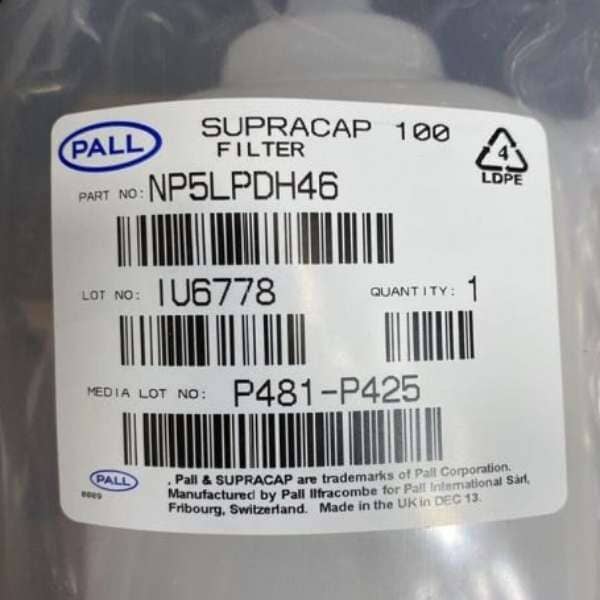 PALL
SUPRACAP 100
FILTER
4
LDPE
PART NO: NP5LPDH46
LOT NO: IU6778 QUANTITY: 1
MEDIA LOT NO: P481-P425
PALL
, Pall & SUPRACAP are trademarks of Pall Corporation.
Manufactured by Pall Ilfracombe for Pall International Sàrl,
Fribourg, Switzerland. Made in the UK in DEC 13.